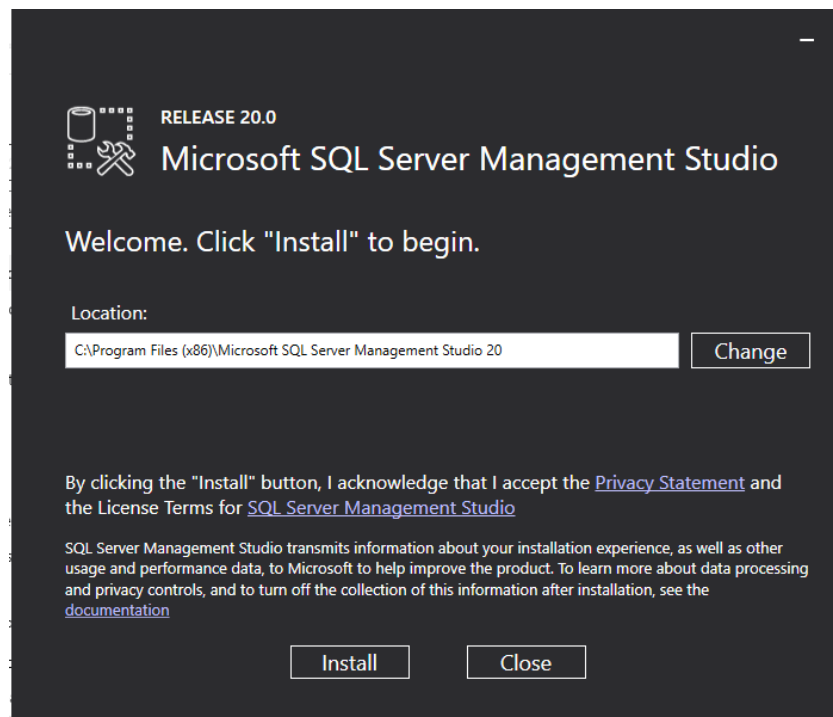 RELEASE 20.0
Microsoft SQL Server Management Studio
Welcome. Click "Install" to begin.
Location:
C:\Program Files (x86)\Microsoft SQL Server Management Studio 20
Change
By clicking the "Install" button, I acknowledge that I accept the Privacy Statement and
the License Terms for SQL Server Management Studio
SQL Server Management Studio transmits information about your installation experience, as well as other
usage and performance data, to Microsoft to help improve the product. To learn more about data processing
and privacy controls, and to turn off the collection of this information after installation, see the
documentation
Install
Close